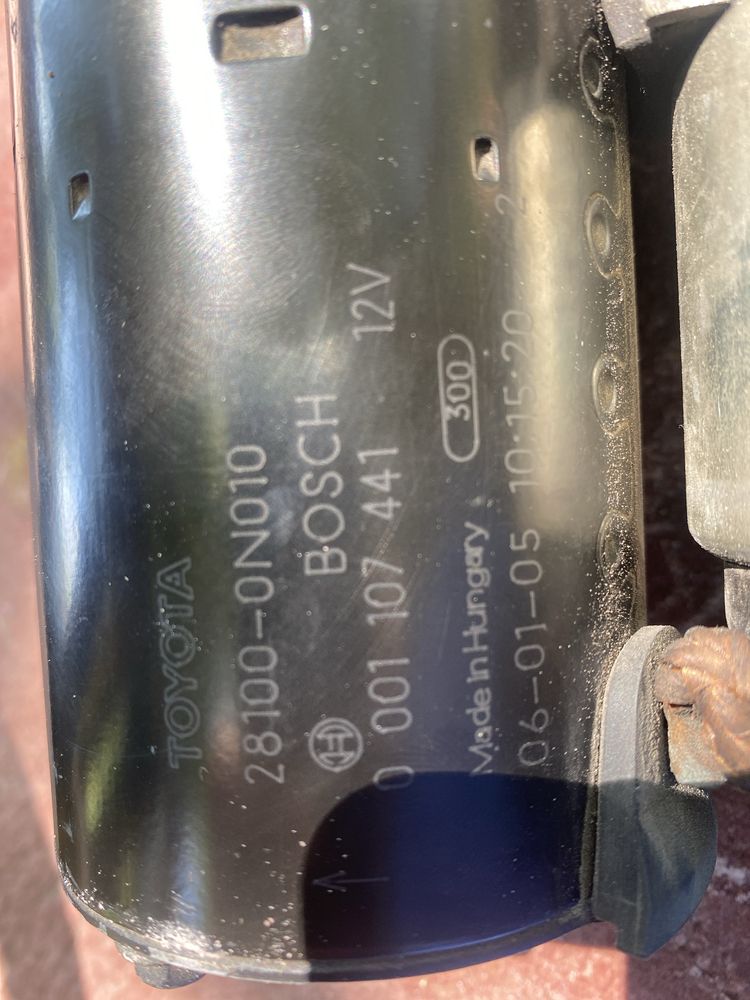 TOYOTA
28100-0N010
BOSCH
0 001 107 441 12V
Made in Hungary 300
06-01-05 10:15:20 2